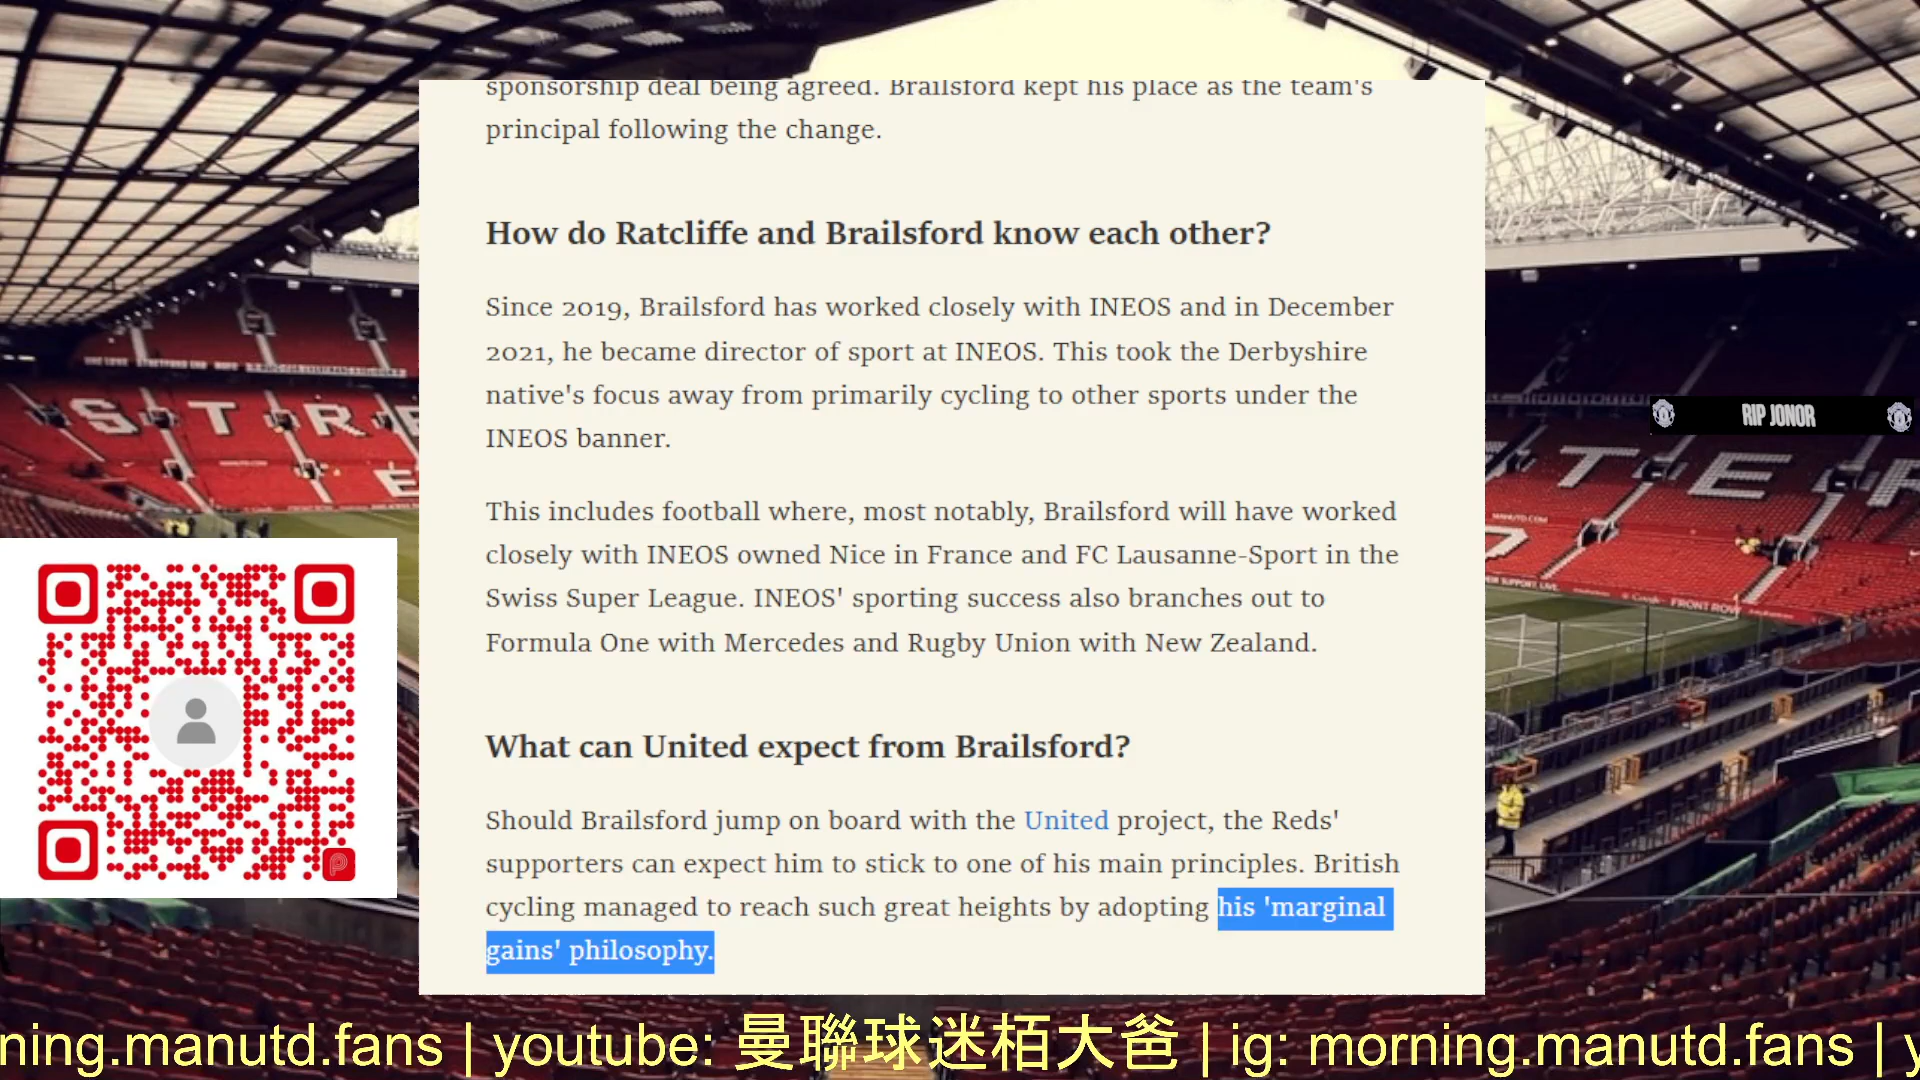 sponsorship deal being agreed. Brailsford kept his place as the team's
principal following the change.
How do Ratcliffe and Brailsford know each other?
Since 2019, Brailsford has worked closely with INEOS and in December
2021, he became director of sport at INEOS. This took the Derbyshire
native's focus away from primarily cycling to other sports under the
INEOS banner.
This includes football where, most notably, Brailsford will have worked
closely with INEOS owned Nice in France and FC Lausanne-Sport in the
Swiss Super League. INEOS' sporting success also branches out to
Formula One with Mercedes and Rugby Union with New Zealand.
What can United expect from Brailsford?
Should Brailsford jump on board with the United project, the Reds'
supporters can expect him to stick to one of his main principles. British
cycling managed to reach such great heights by adopting his 'marginal
gains' philosophy.
RIP JONOR
STRE
E
TER
FRONT ROW
ning.manutd.fans | youtube: 曼聯球迷栢大爸 | ig: morning.manutd.fans | y